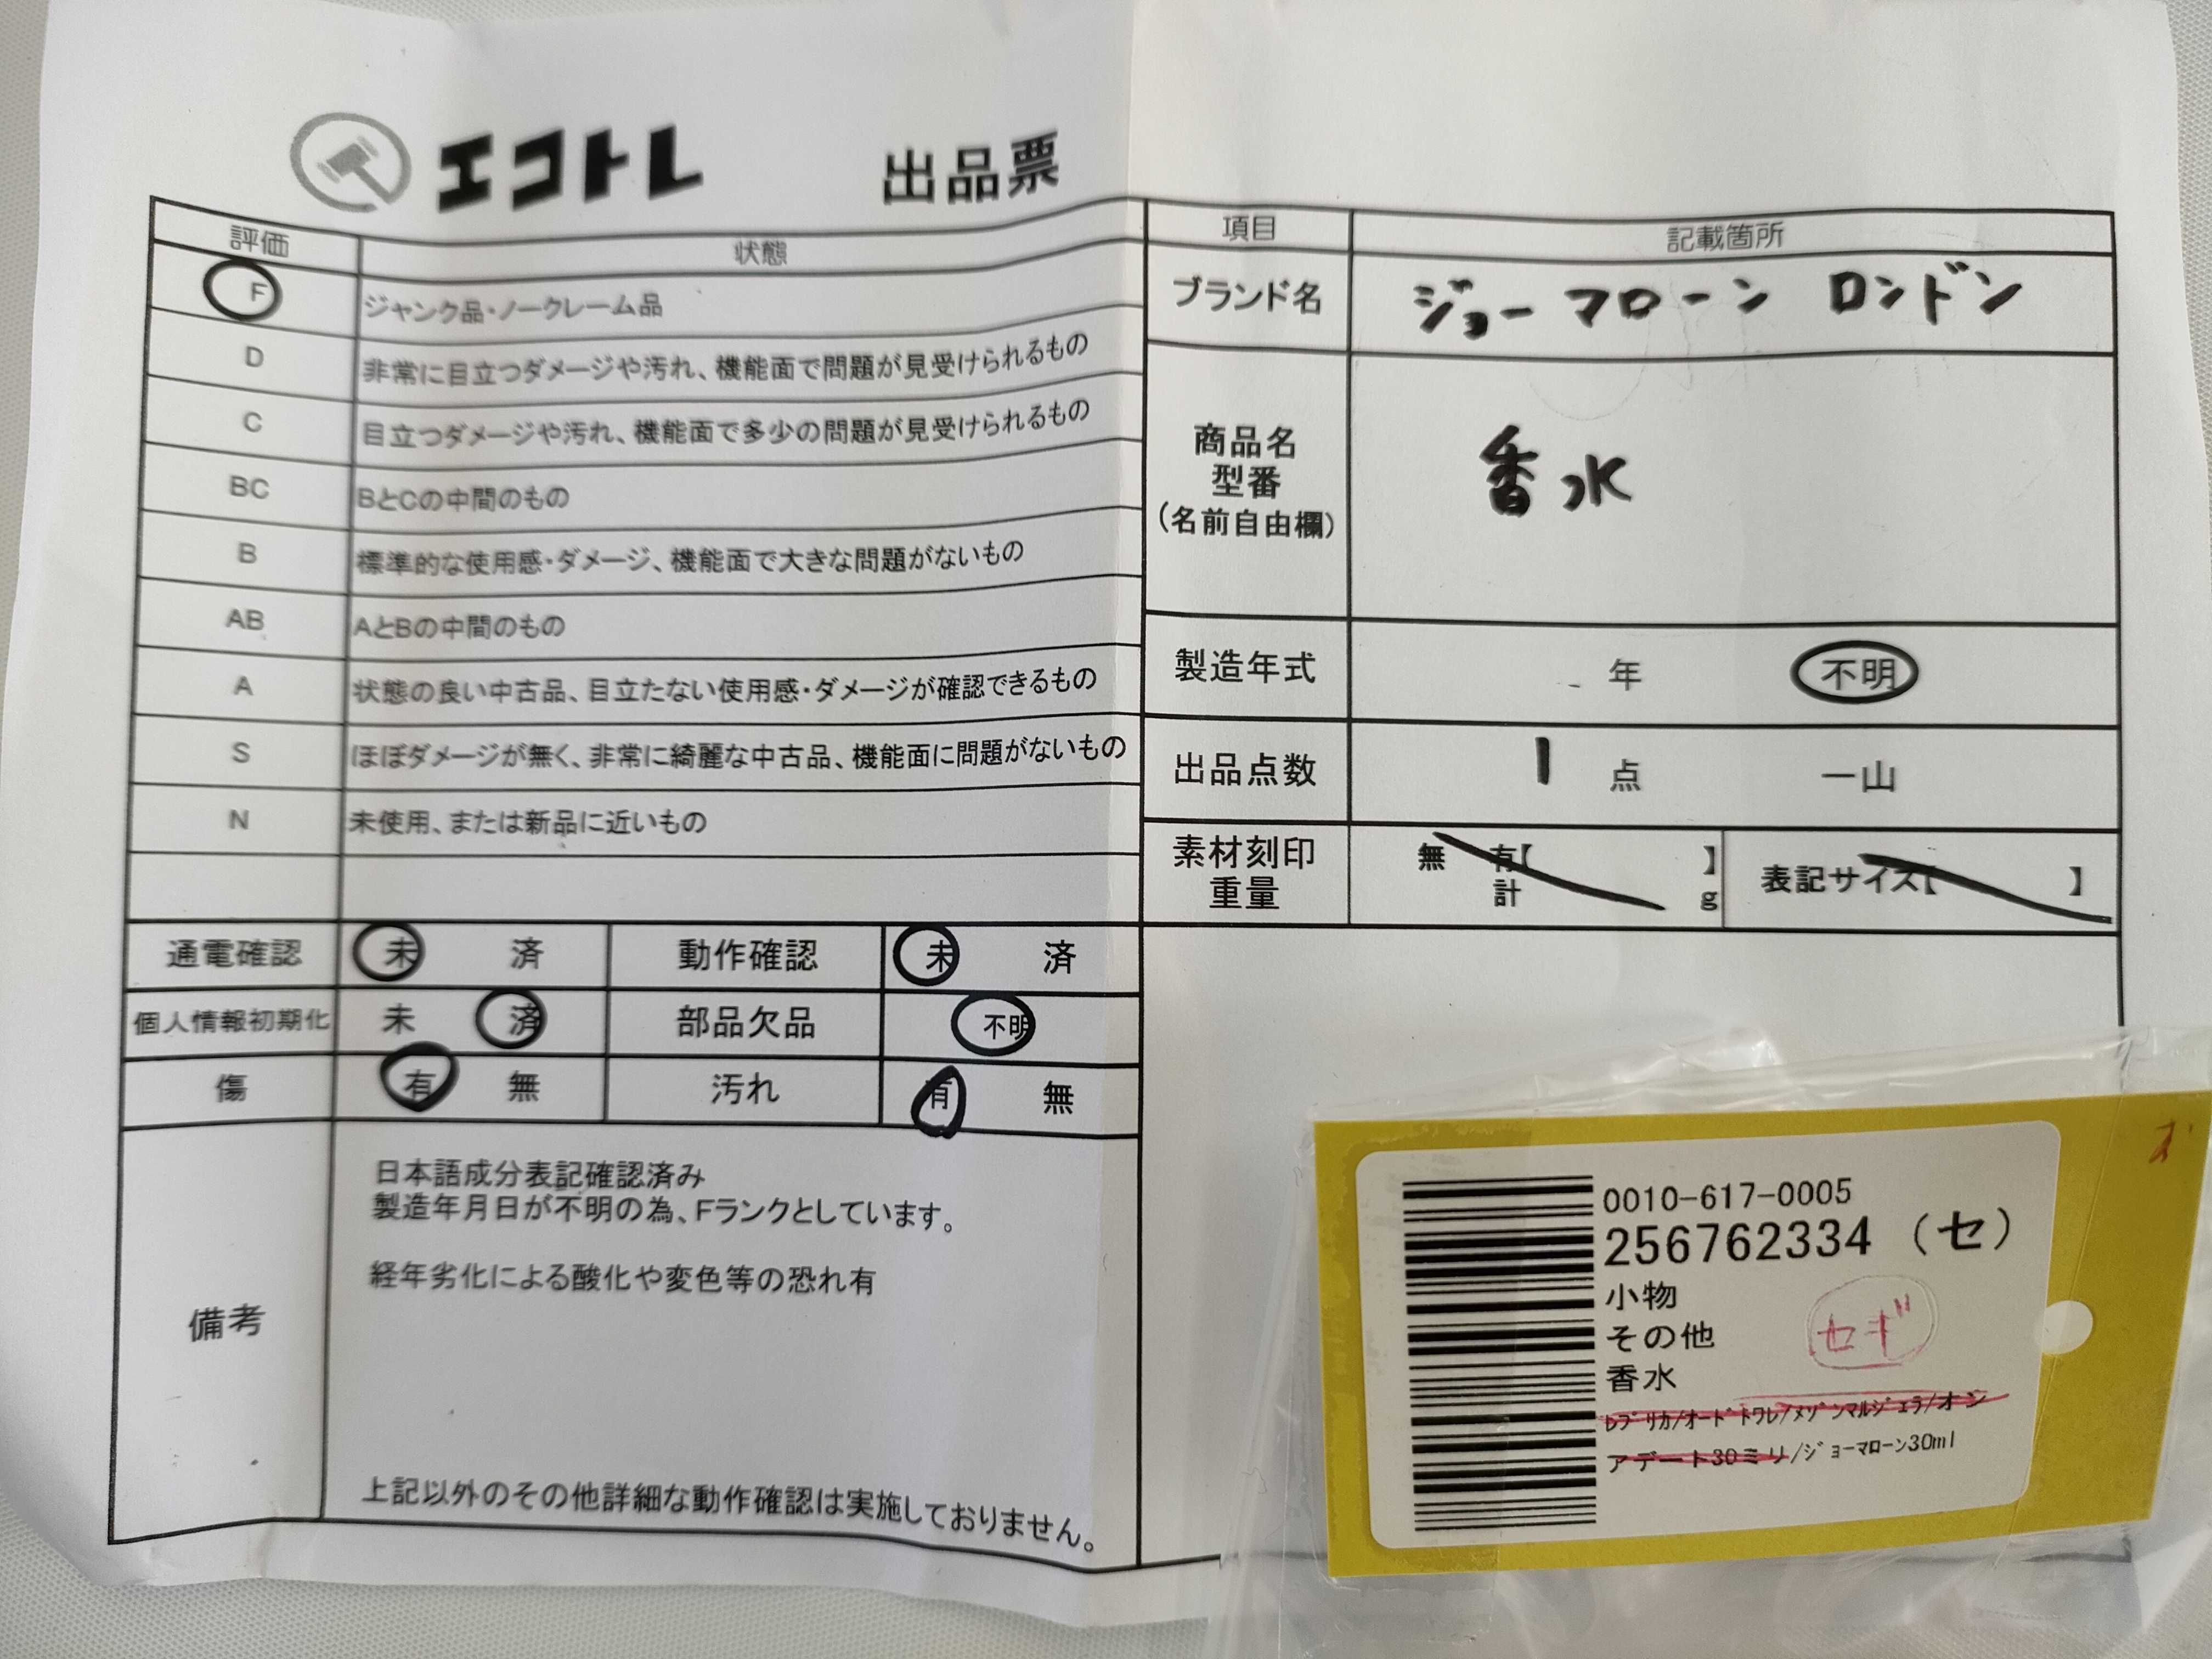 エコトレ 出品票
評価 状態
F ジャンク品・ノークレーム品
D 非常に目立つダメージや汚れ、機能面で問題が見受けられるもの
C 目立つダメージや汚れ、機能面で多少の問題が見受けられるもの
BC BとCの中間のもの
B 標準的な使用感・ダメージ、機能面で大きな問題がないもの
AB AとBの中間のもの
A 状態の良い中古品、目立たない使用感・ダメージが確認できるもの
S ほぼダメージが無く、非常に綺麗な中古品、機能面に問題がないもの
N 未使用、または新品に近いもの
項目 記載箇所
ブランド名 ジョーマローン ロンドン
商品名
型番
(名前自由欄)
香水
製造年式 年 不明
出品点数 1 点 一山
素材刻印
重量
無 有【 】
計 g
表記サイズ【 】
通電確認 未 済 動作確認 未 済
個人情報初期化 未 済 部品欠品 不明
傷 有 無 汚れ 有 無
備考
日本語成分表記確認済み
製造年月日が不明の為、Fランクとしています。
経年劣化による酸化や変色等の恐れ有
上記以外のその他詳細な動作確認は実施しておりません。
0010-617-0005
256762334 (セ)
小物
その他
香水
セギ
レプリカ/オードトワレ/メゾンマルジェラ/オン
アデート30ミリ/ジョーマローン30ml